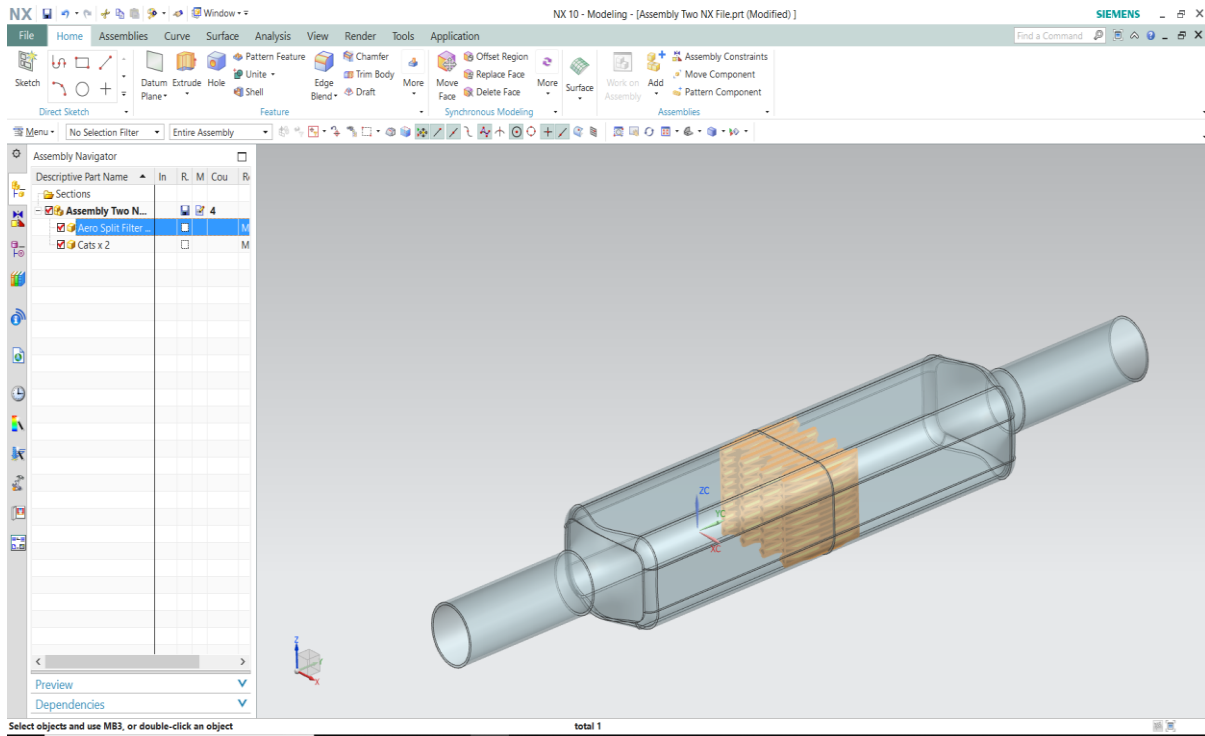 NX Window NX 10 - Modeling - [Assembly Two NX File.prt (Modified) ] SIEMENS
File Home Assemblies Curve Surface Analysis View Render Tools Application Find a Command
Sketch
Direct Sketch
Datum Plane
Extrude
Hole
Pattern Feature
Unite
Shell
Edge Blend
Chamfer
Trim Body
Draft
More
Feature
Move Face
Offset Region
Replace Face
Delete Face
More
Synchronous Modeling
Surface
Work on Assembly
Add
Assembly Constraints
Move Component
Pattern Component
Assemblies
Menu No Selection Filter Entire Assembly
Assembly Navigator
Descriptive Part Name In R. M Cou
Sections
Assembly Two N... 4
Aero Split Filter ... M
Cats x 2 M
ZC
YC
XC
Z
Y
X
Preview
Dependencies
Select objects and use MB3, or double-click an object total 1